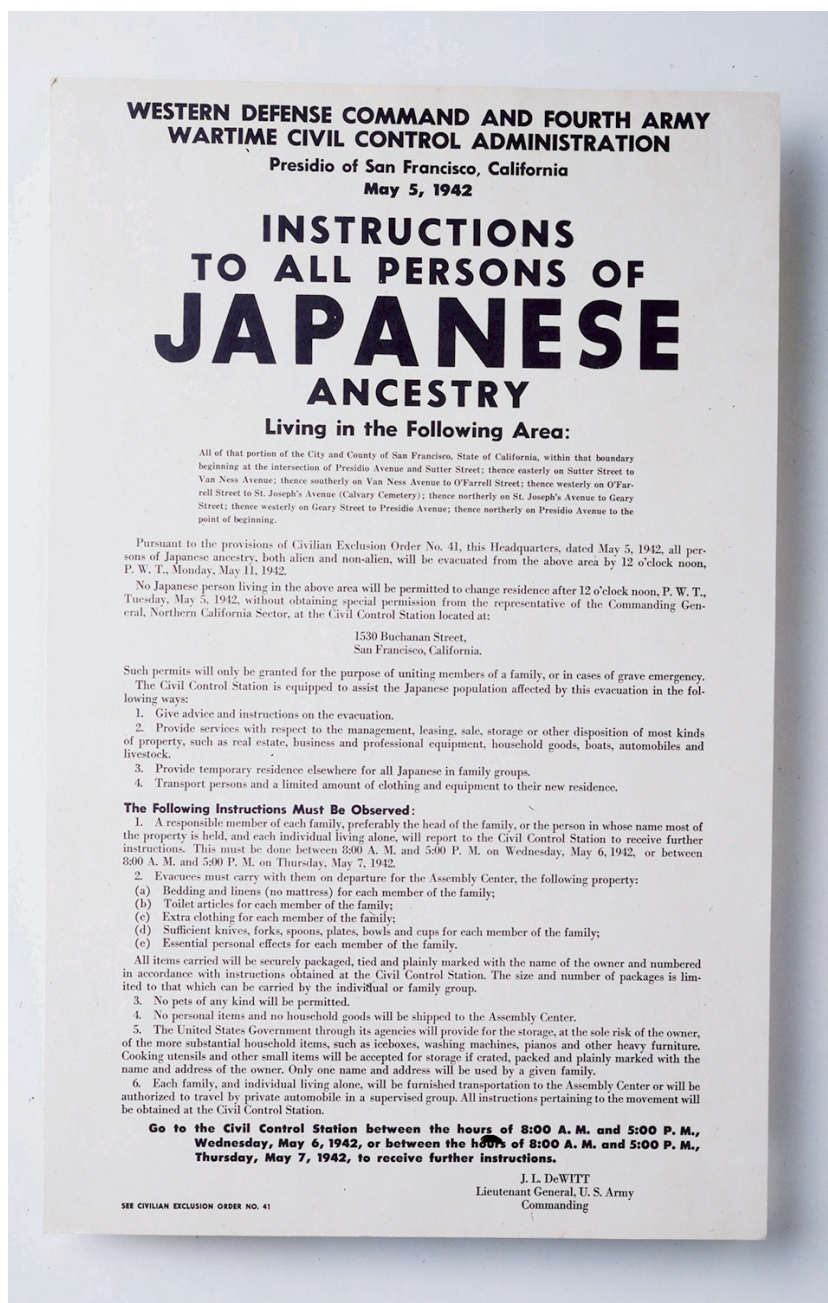 WESTERN DEFENSE COMMAND AND FOURTH ARMY
WARTIME CIVIL CONTROL ADMINISTRATION
Presidio of San Francisco, California
May 5, 1942
INSTRUCTIONS
TO ALL PERSONS OF
JAPANESE
ANCESTRY
Living in the Following Area:
All of that portion of the City and County of San Francisco, State of California, within that boundary
beginning at the intersection of Presidio Avenue and Sutter Street; thence easterly on Sutter Street to
Van Ness Avenue; thence southerly on Van Ness Avenue to O'Farrell Street; thence westerly on O'Far-
rell Street to St. Joseph's Avenue (Calvary Cemetery); thence northerly on St. Joseph's Avenue to Geary
Street; thence westerly on Geary Street to Presidio Avenue; thence northerly on Presidio Avenue to the
point of beginning.
Pursuant to the provisions of Civilian Exclusion Order No. 41, this Headquarters, dated May 5, 1942, all per-
sons of Japanese ancestry, both alien and non-alien, will be evacuated from the above area by 12 o'clock noon,
P. W. T., Monday, May 11, 1942.
No Japanese person living in the above area will be permitted to change residence after 12 o'clock noon, P. W. T.,
Tuesday, May 5, 1942, without obtaining special permission from the representative of the Commanding Gen-
eral, Northern California Sector, at the Civil Control Station located at:
1530 Buchanan Street,
San Francisco, California.
Such permits will only be granted for the purpose of uniting members of a family, or in cases of grave emergency.
The Civil Control Station is equipped to assist the Japanese population affected by this evacuation in the fol-
lowing ways:
1. Give advice and instructions on the evacuation.
2. Provide services with respect to the management, leasing, sale, storage or other disposition of most kinds
of property, such as real estate, business and professional equipment, household goods, boats, automobiles and
livestock.
3. Provide temporary residence elsewhere for all Japanese in family groups.
4. Transport persons and a limited amount of clothing and equipment to their new residence.
The Following Instructions Must Be Observed:
1. A responsible member of each family, preferably the head of the family, or the person in whose name most of
the property is held, and each individual living alone, will report to the Civil Control Station to receive further
instructions. This must be done between 8:00 A. M. and 5:00 P. M. on Wednesday, May 6, 1942, or between
8:00 A. M. and 5:00 P. M. on Thursday, May 7, 1942.
2. Evacuees must carry with them on departure for the Assembly Center, the following property:
(a) Bedding and linens (no mattress) for each member of the family;
(b) Toilet articles for each member of the family;
(c) Extra clothing for each member of the family;
(d) Sufficient knives, forks, spoons, plates, bowls and cups for each member of the family;
(e) Essential personal effects for each member of the family.
All items carried will be securely packaged, tied and plainly marked with the name of the owner and numbered
in accordance with instructions obtained at the Civil Control Station. The size and number of packages is lim-
ited to that which can be carried by the individual or family group.
3. No pets of any kind will be permitted.
4. No personal items and no household goods will be shipped to the Assembly Center.
5. The United States Government through its agencies will provide for the storage, at the sole risk of the owner,
of the more substantial household items, such as iceboxes, washing machines, pianos and other heavy furniture.
Cooking utensils and other small items will be accepted for storage if crated, packed and plainly marked with the
name and address of the owner. Only one name and address will be used by a given family.
6. Each family, and individual living alone, will be furnished transportation to the Assembly Center or will be
authorized to travel by private automobile in a supervised group. All instructions pertaining to the movement will
be obtained at the Civil Control Station.
Go to the Civil Control Station between the hours of 8:00 A. M. and 5:00 P. M.,
Wednesday, May 6, 1942, or between the hours of 8:00 A. M. and 5:00 P. M.,
Thursday, May 7, 1942, to receive further instructions.
J. L. DeWITT
Lieutenant General, U. S. Army
Commanding
SEE CIVILIAN EXCLUSION ORDER NO. 41